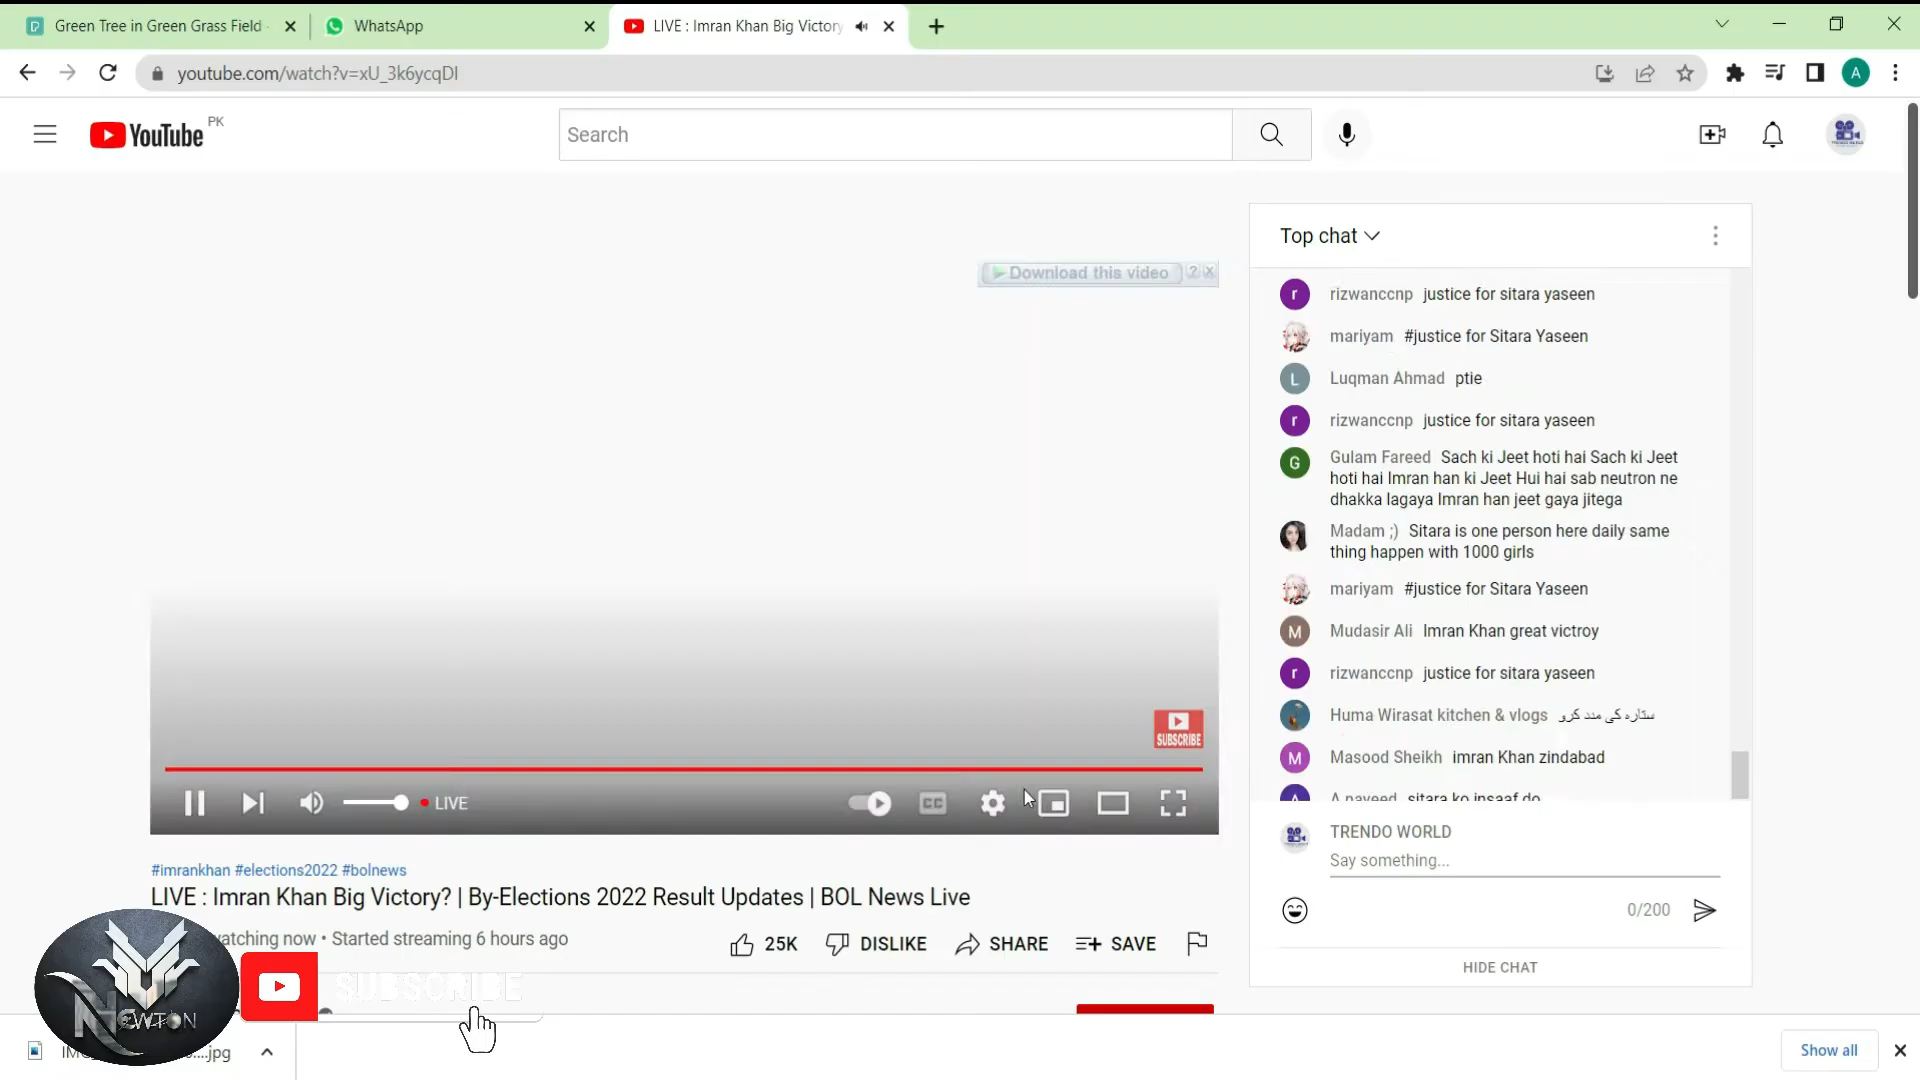 Green Tree in Green Grass Field
WhatsApp
LIVE : Imran Khan Big Victory
youtube.com/watch?v=xU_3k6ycqDI
A
YouTube PK
Search
Download this video
Top chat
rizwanccnp justice for sitara yaseen
mariyam #justice for Sitara Yaseen
L Luqman Ahmad ptie
rizwanccnp justice for sitara yaseen
G Gulam Fareed Sach ki Jeet hoti hai Sach ki Jeet
hoti hai Imran han ki Jeet Hui hai sab neutron ne
dhakka lagaya Imran han jeet gaya jitega
Madam ;) Sitara is one person here daily same
thing happen with 1000 girls
mariyam #justice for Sitara Yaseen
M Mudasir Ali Imran Khan great victroy
rizwanccnp justice for sitara yaseen
Huma Wirasat kitchen & vlogs ستارہ کی مدد کرو
M Masood Sheikh imran Khan zindabad
A naveed sitara ko insaaf do
SUBSCRIBE
LIVE
CC
TRENDO WORLD
Say something...
0/200
HIDE CHAT
#imrankhan #elections2022 #bolnews
LIVE : Imran Khan Big Victory? | By-Elections 2022 Result Updates | BOL News Live
watching now • Started streaming 6 hours ago
25K DISLIKE SHARE SAVE
SUBSCRIBE
NEWTON
....jpg
Show all